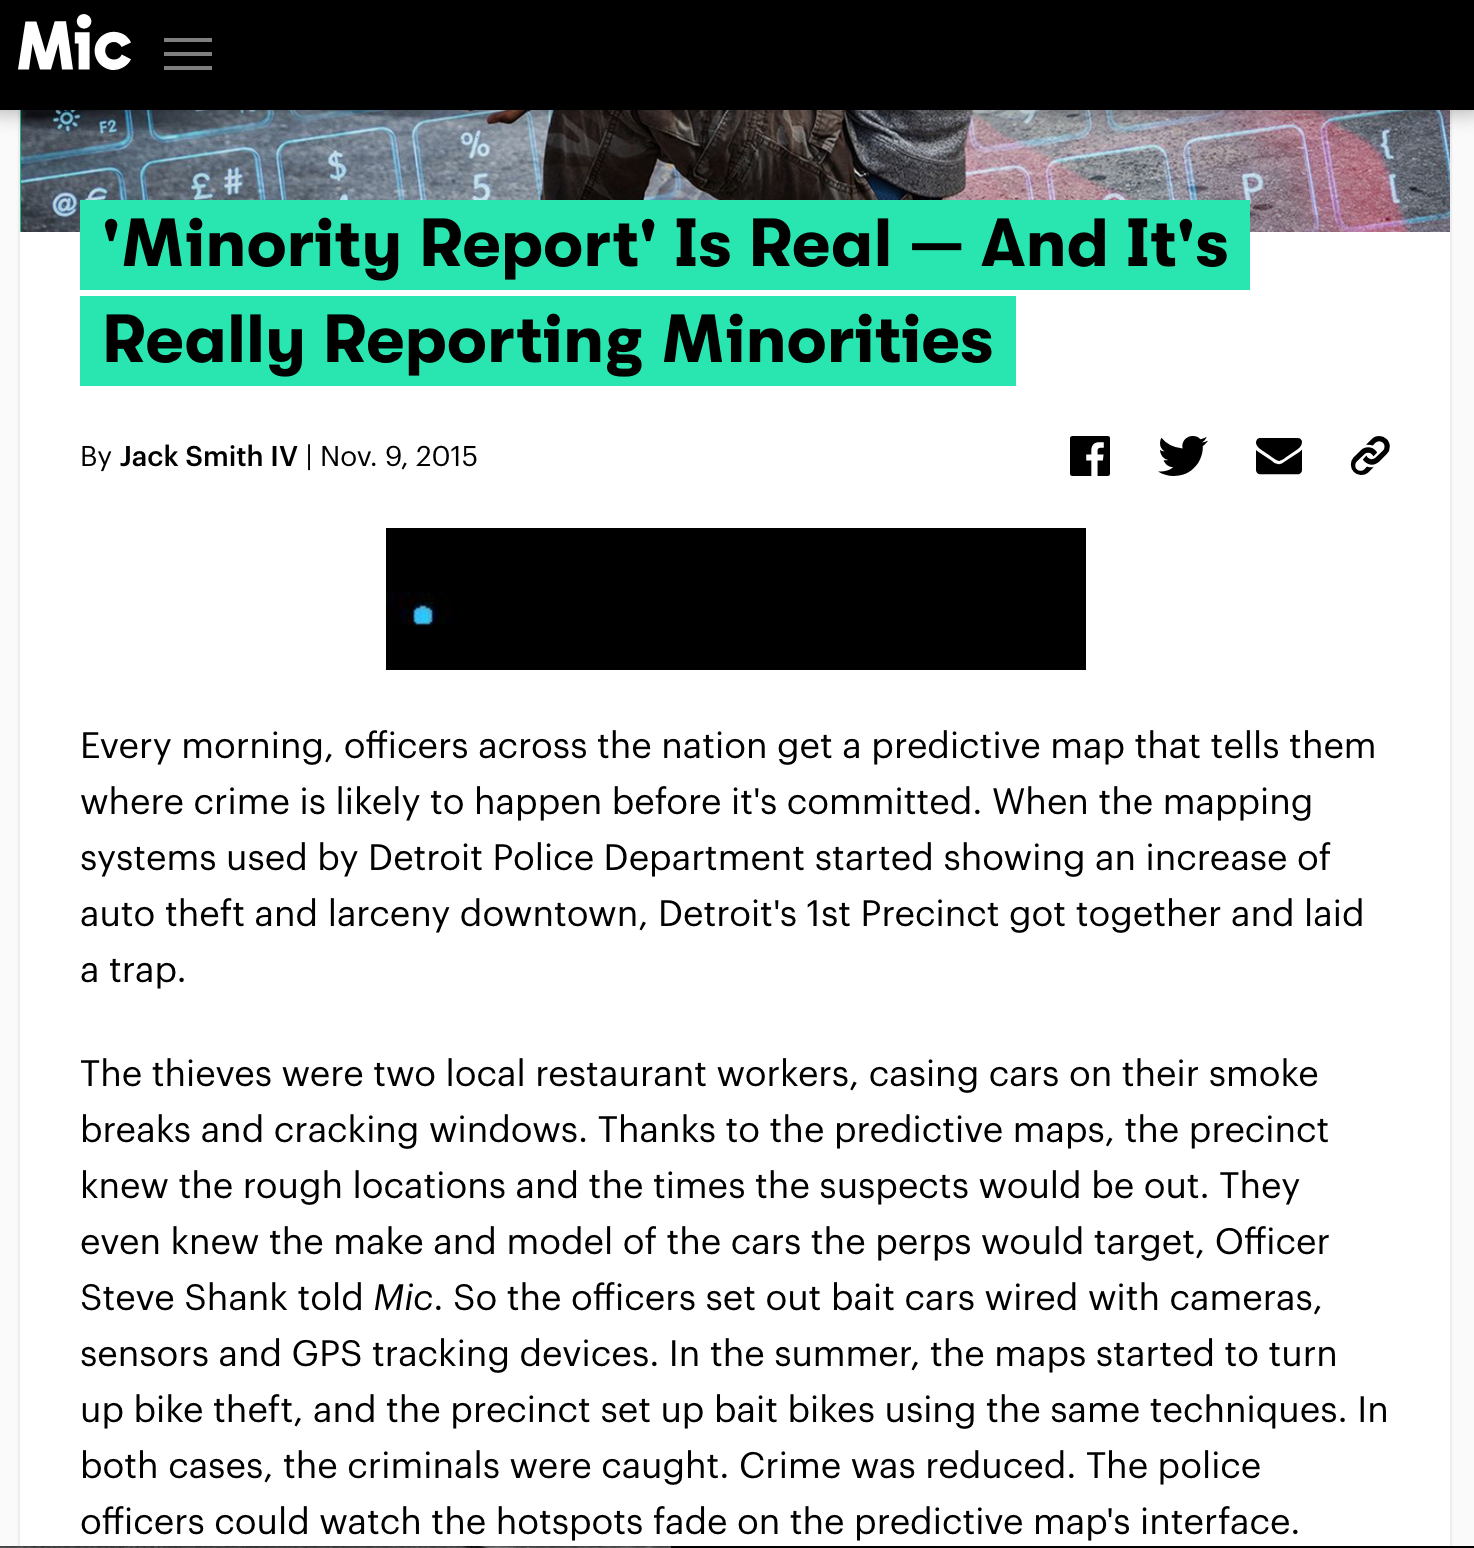 Mic
F2
%
$
5
£ #
@ €
{
P
[
'Minority Report' Is Real — And It's
Really Reporting Minorities
By Jack Smith IV | Nov. 9, 2015
Every morning, officers across the nation get a predictive map that tells them
where crime is likely to happen before it's committed. When the mapping
systems used by Detroit Police Department started showing an increase of
auto theft and larceny downtown, Detroit's 1st Precinct got together and laid
a trap.
The thieves were two local restaurant workers, casing cars on their smoke
breaks and cracking windows. Thanks to the predictive maps, the precinct
knew the rough locations and the times the suspects would be out. They
even knew the make and model of the cars the perps would target, Officer
Steve Shank told Mic. So the officers set out bait cars wired with cameras,
sensors and GPS tracking devices. In the summer, the maps started to turn
up bike theft, and the precinct set up bait bikes using the same techniques. In
both cases, the criminals were caught. Crime was reduced. The police
officers could watch the hotspots fade on the predictive map's interface.